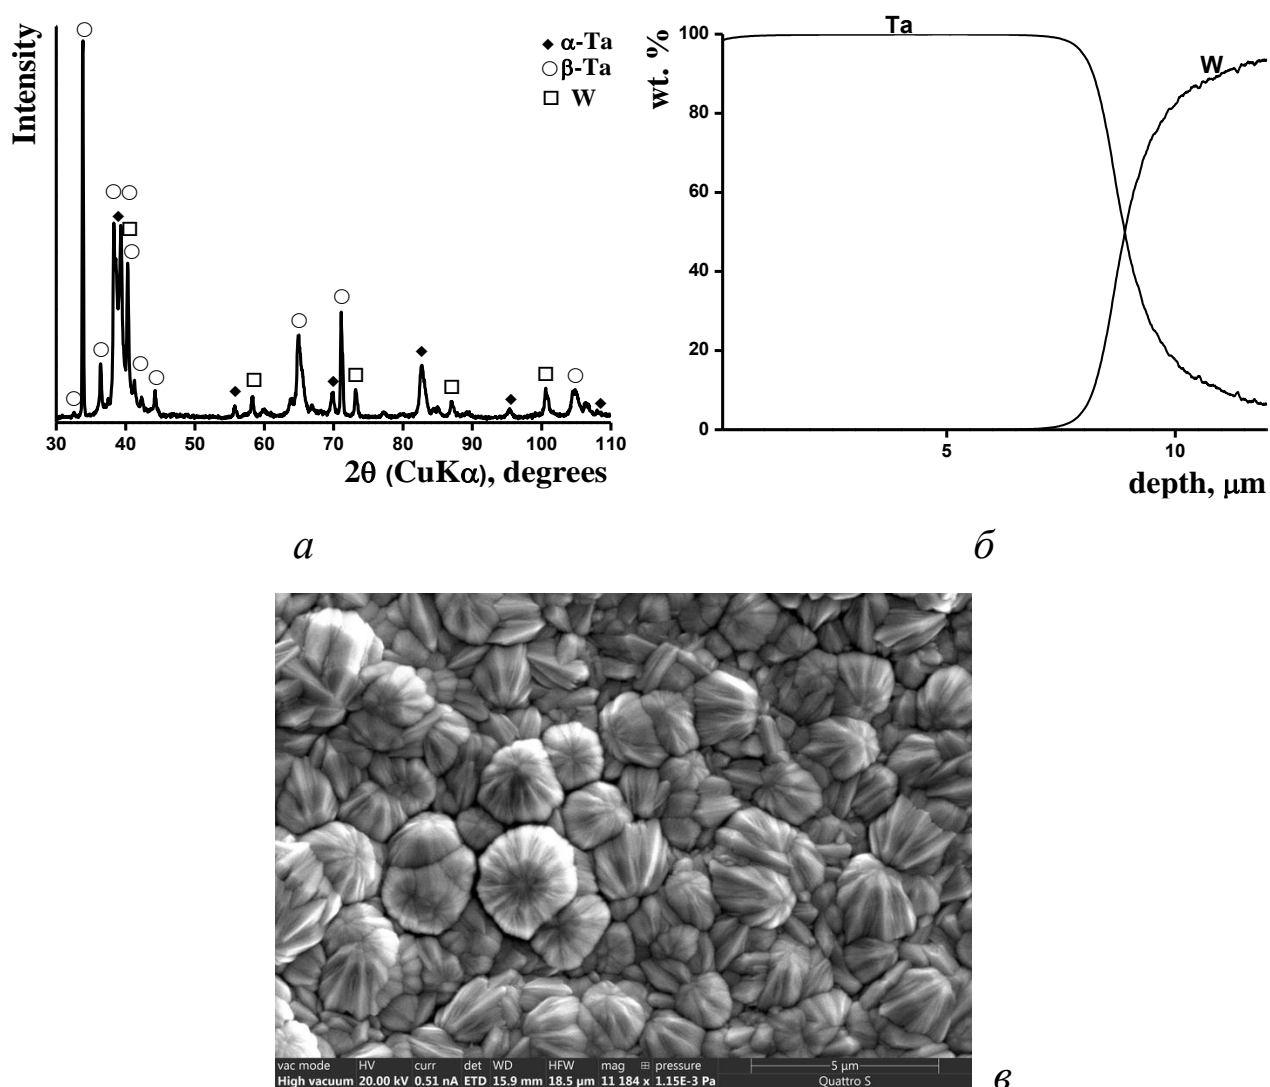 Intensity
α-Ta
β-Ta
W
30 40 50 60 70 80 90 100 110
2θ (CuKα), degrees
wt. %
100
80
60
40
20
0
Ta
W
5 10
depth, μm
а
б
vac mode HV curr det WD HFW mag ⊞ pressure 5 μm
High vacuum 20.00 kV 0.51 nA ETD 15.9 mm 18.5 μm 11 184 x 1.15E-3 Pa Quattro S
в